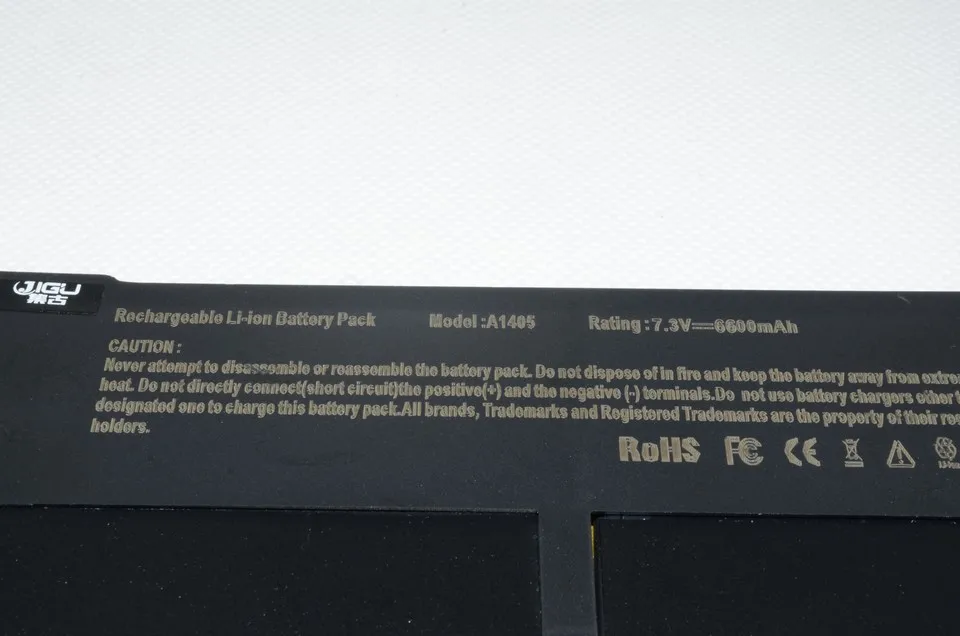 JIGU
集古
Rechargeable Li-ion Battery Pack Model :A1405 Rating : 7.3V⎓6600mAh
CAUTION :
Never attempt to disassemble or reassemble the battery pack. Do not dispose of in fire and keep the battery away from extre
heat. Do not directly connect(short circuit)the positive(+) and the negative (-) terminals.Do not use battery chargers other t
designated one to charge this battery pack.All brands, Trademarks and Registered Trademarks are the property of their res
holders.
RoHS FC CE